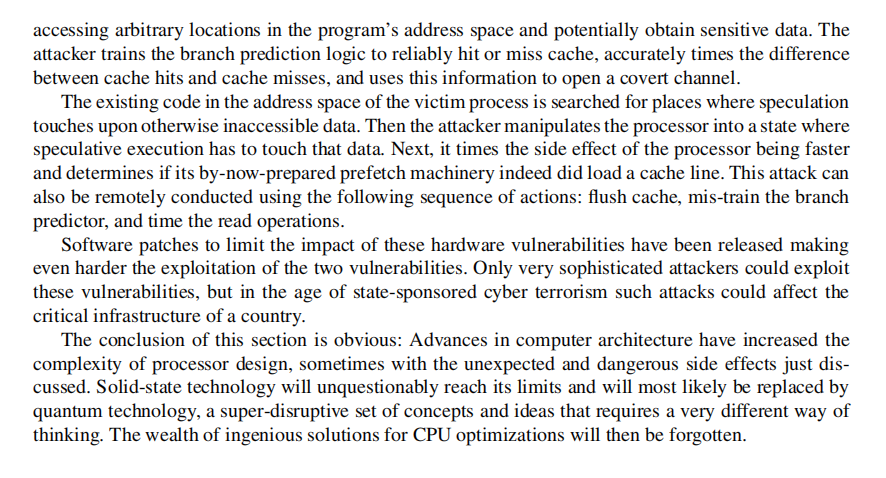 accessing arbitrary locations in the program’s address space and potentially obtain sensitive data. The
attacker trains the branch prediction logic to reliably hit or miss cache, accurately times the difference
between cache hits and cache misses, and uses this information to open a covert channel.
The existing code in the address space of the victim process is searched for places where speculation
touches upon otherwise inaccessible data. Then the attacker manipulates the processor into a state where
speculative execution has to touch that data. Next, it times the side effect of the processor being faster
and determines if its by-now-prepared prefetch machinery indeed did load a cache line. This attack can
also be remotely conducted using the following sequence of actions: flush cache, mis-train the branch
predictor, and time the read operations.
Software patches to limit the impact of these hardware vulnerabilities have been released making
even harder the exploitation of the two vulnerabilities. Only very sophisticated attackers could exploit
these vulnerabilities, but in the age of state-sponsored cyber terrorism such attacks could affect the
critical infrastructure of a country.
The conclusion of this section is obvious: Advances in computer architecture have increased the
complexity of processor design, sometimes with the unexpected and dangerous side effects just dis-
cussed. Solid-state technology will unquestionably reach its limits and will most likely be replaced by
quantum technology, a super-disruptive set of concepts and ideas that requires a very different way of
thinking. The wealth of ingenious solutions for CPU optimizations will then be forgotten.